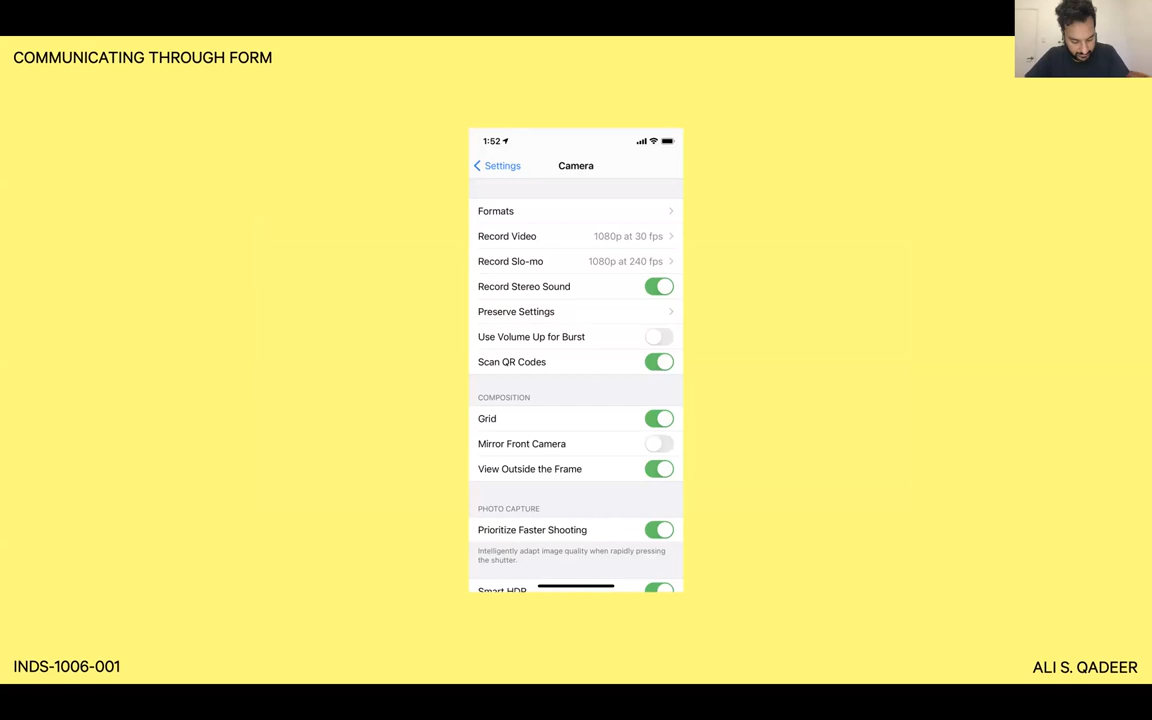 COMMUNICATING THROUGH FORM
1:52
Settings
Camera
Formats
Record Video 1080p at 30 fps
Record Slo-mo 1080p at 240 fps
Record Stereo Sound
Preserve Settings
Use Volume Up for Burst
Scan QR Codes
COMPOSITION
Grid
Mirror Front Camera
View Outside the Frame
PHOTO CAPTURE
Prioritize Faster Shooting
Intelligently adapt image quality when rapidly pressing
the shutter.
Smart HDR
INDS-1006-001
ALI S. QADEER